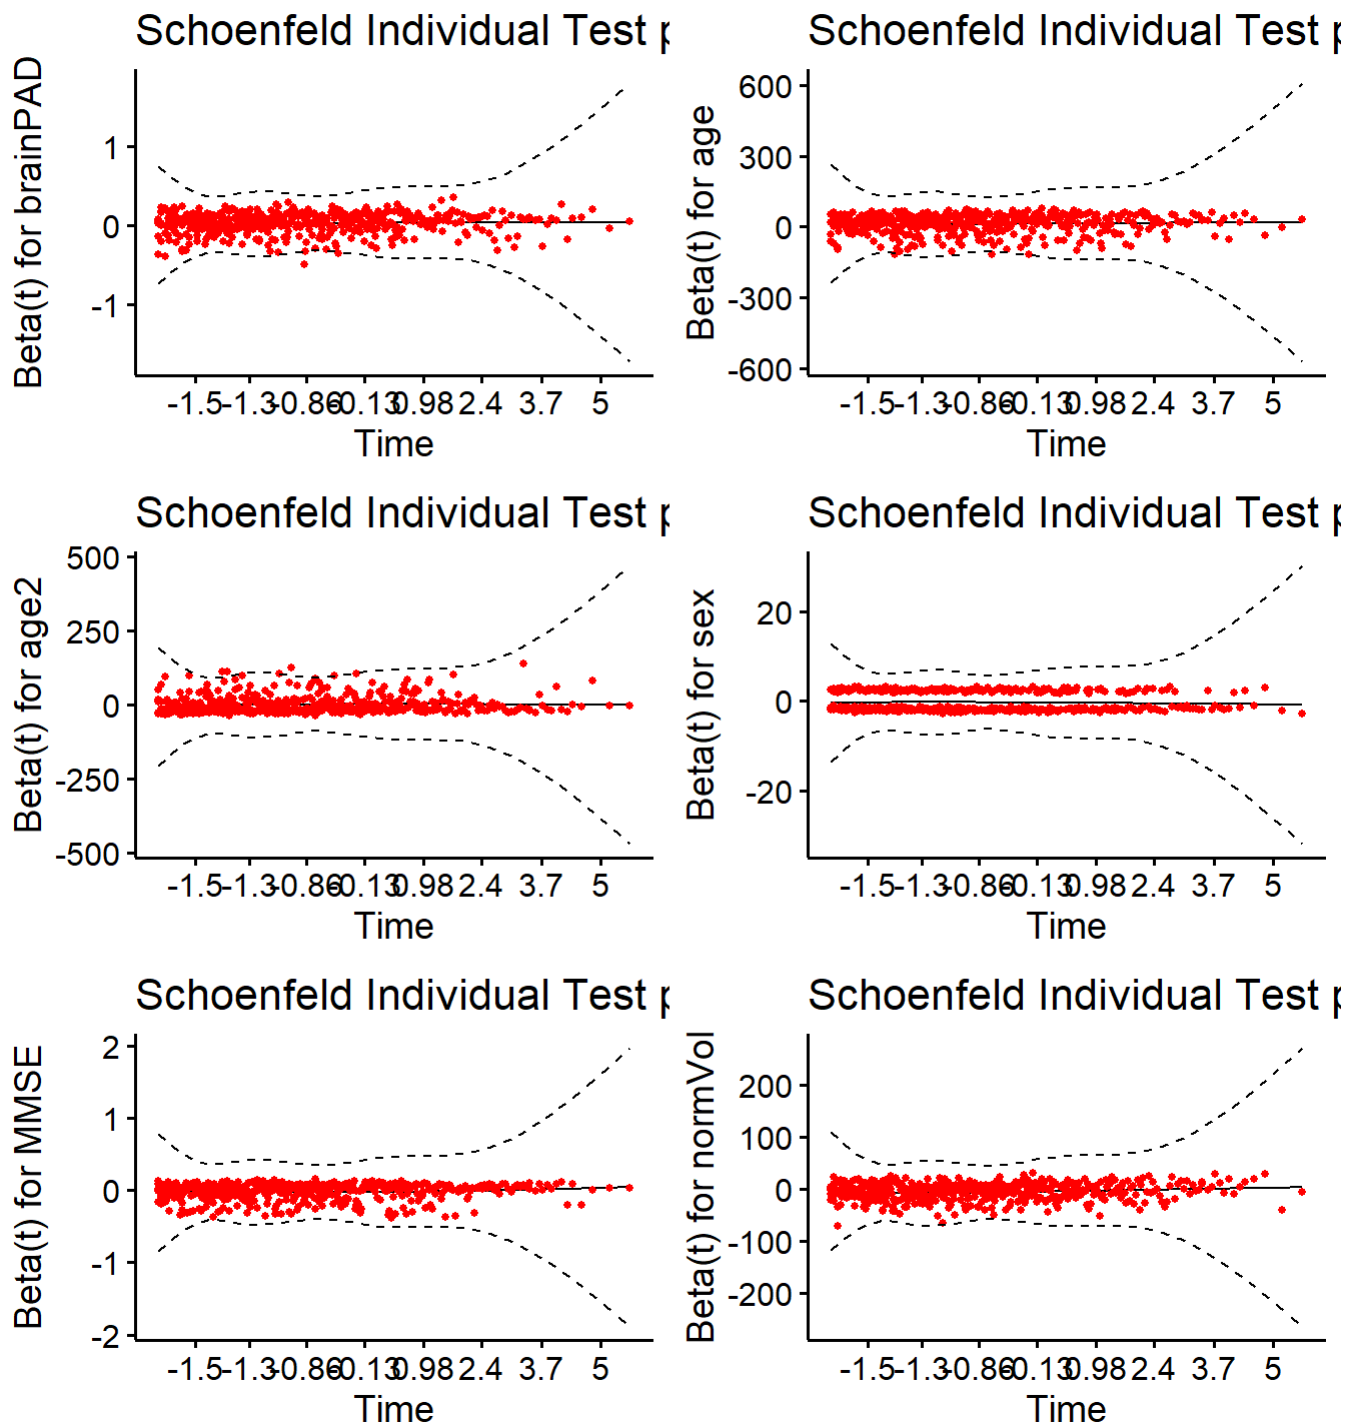 Schoenfeld Individual Test p
Beta(t) for brainPAD
1
0
-1
-1.5 -1.3 -0.86 -0.13 0.98 2.4 3.7 5
Time
Schoenfeld Individual Test p
Beta(t) for age
600
300
0
-300
-600
-1.5 -1.3 -0.86 -0.13 0.98 2.4 3.7 5
Time
Schoenfeld Individual Test p
Beta(t) for age2
500
250
0
-250
-500
-1.5 -1.3 -0.86 -0.13 0.98 2.4 3.7 5
Time
Schoenfeld Individual Test p
Beta(t) for sex
20
0
-20
-1.5 -1.3 -0.86 -0.13 0.98 2.4 3.7 5
Time
Schoenfeld Individual Test p
Beta(t) for MMSE
2
1
0
-1
-2
-1.5 -1.3 -0.86 -0.13 0.98 2.4 3.7 5
Time
Schoenfeld Individual Test p
Beta(t) for normVol
200
100
0
-100
-200
-1.5 -1.3 -0.86 -0.13 0.98 2.4 3.7 5
Time